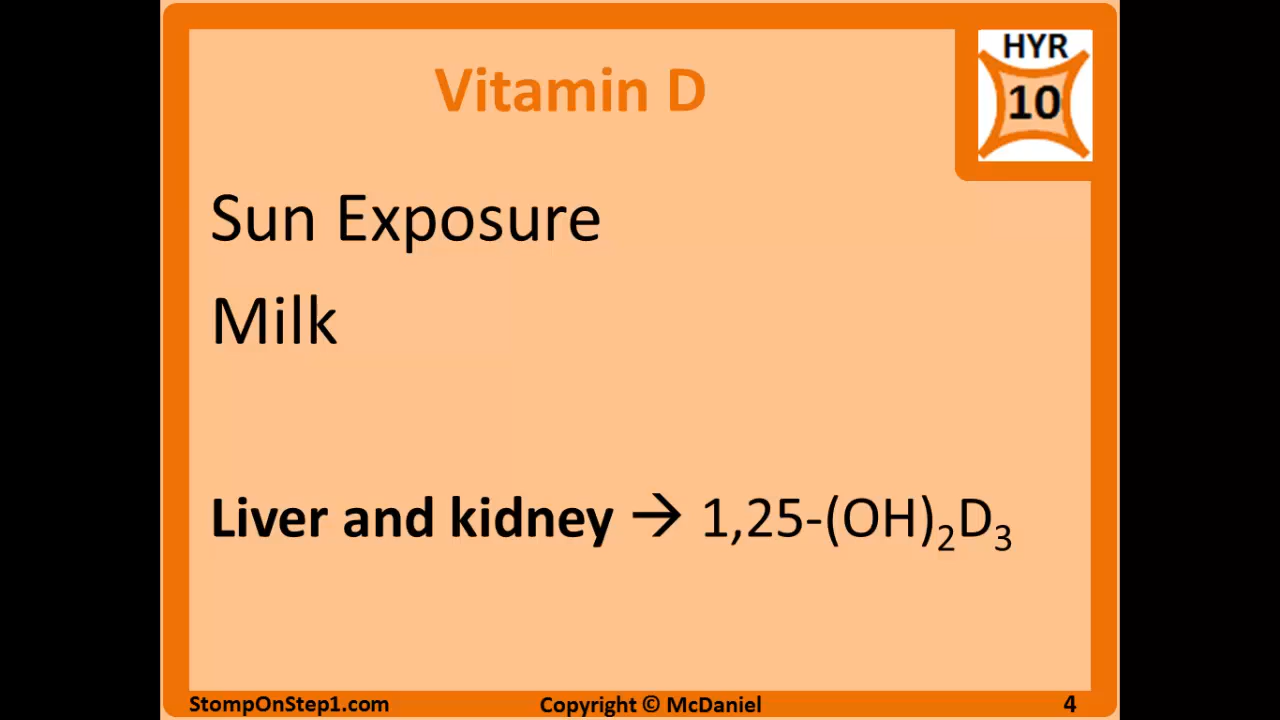 HYR
10
Vitamin D
Sun Exposure
Milk
Liver and kidney → 1,25-(OH)₂D₃
StompOnStep1.com Copyright © McDaniel 4